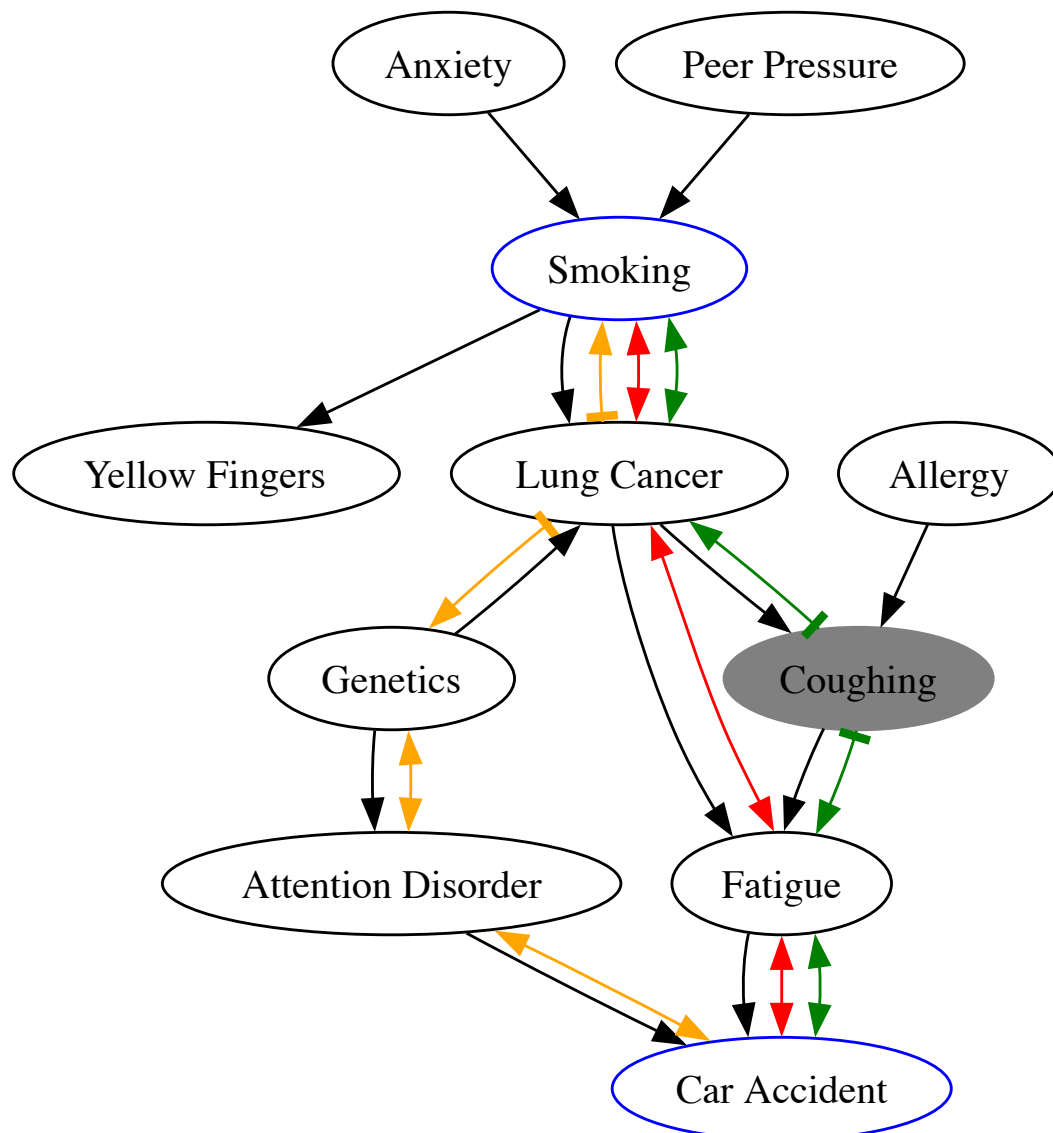 Anxiety
Peer Pressure
Smoking
Yellow Fingers
Lung Cancer
Allergy
Genetics
Coughing
Attention Disorder
Fatigue
Car Accident